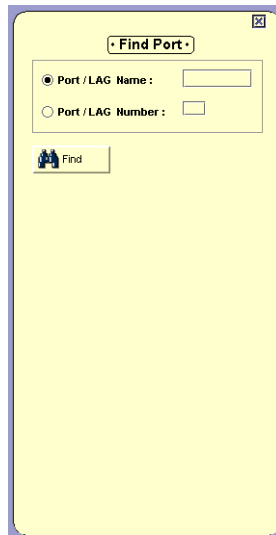 • Find Port •
Port / LAG Name :
Port / LAG Number :
Find